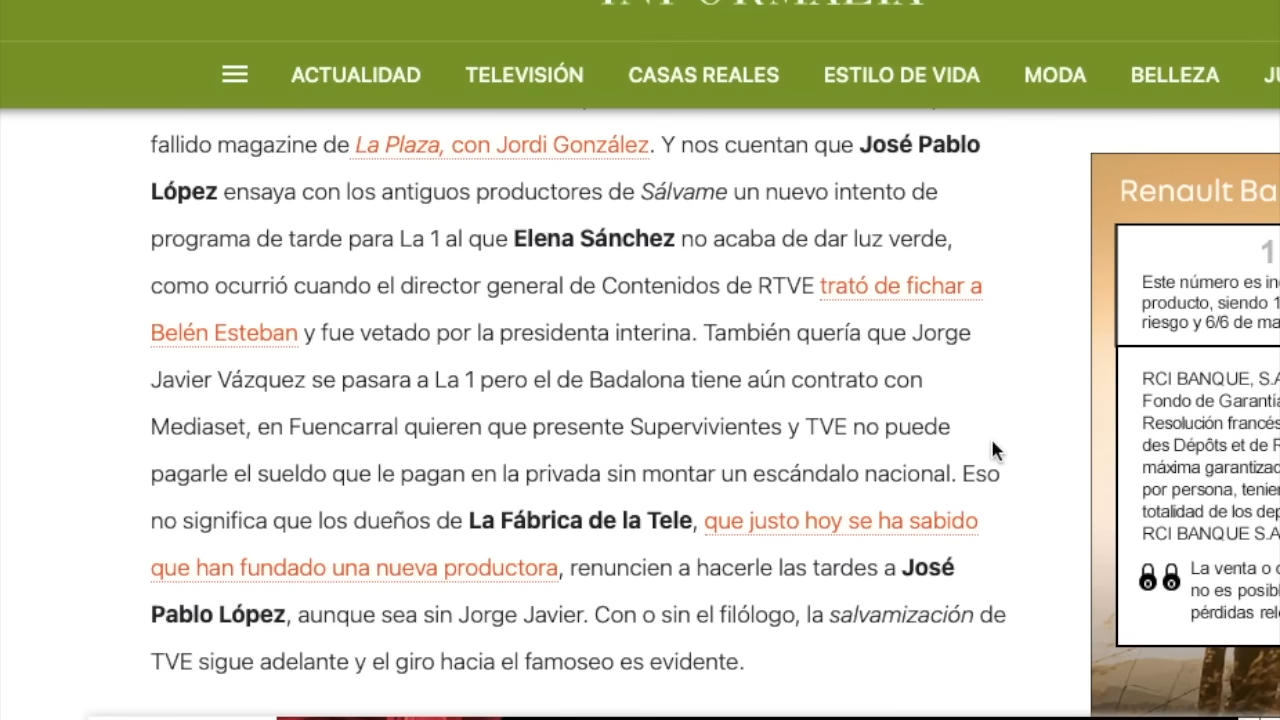 INFORMALIA
ACTUALIDAD TELEVISIÓN CASAS REALES ESTILO DE VIDA MODA BELLEZA
fallido magazine de La Plaza, con Jordi González. Y nos cuentan que José Pablo
López ensaya con los antiguos productores de Sálvame un nuevo intento de
programa de tarde para La 1 al que Elena Sánchez no acaba de dar luz verde,
como ocurrió cuando el director general de Contenidos de RTVE trató de fichar a
Belén Esteban y fue vetado por la presidenta interina. También quería que Jorge
Javier Vázquez se pasara a La 1 pero el de Badalona tiene aún contrato con
Mediaset, en Fuencarral quieren que presente Supervivientes y TVE no puede
pagarle el sueldo que le pagan en la privada sin montar un escándalo nacional. Eso
no significa que los dueños de La Fábrica de la Tele, que justo hoy se ha sabido
que han fundado una nueva productora, renuncien a hacerle las tardes a José
Pablo López, aunque sea sin Jorge Javier. Con o sin el filólogo, la salvamización de
TVE sigue adelante y el giro hacia el famoseo es evidente.
Renault Ba
1
Este número es in
producto, siendo 1
riesgo y 6/6 de ma
RCI BANQUE, S.A
Fondo de Garantía
Resolución francés
des Dépôts et de R
máxima garantizad
por persona, tenien
totalidad de los dep
RCI BANQUE S.A
La venta o c
no es posib
pérdidas rel